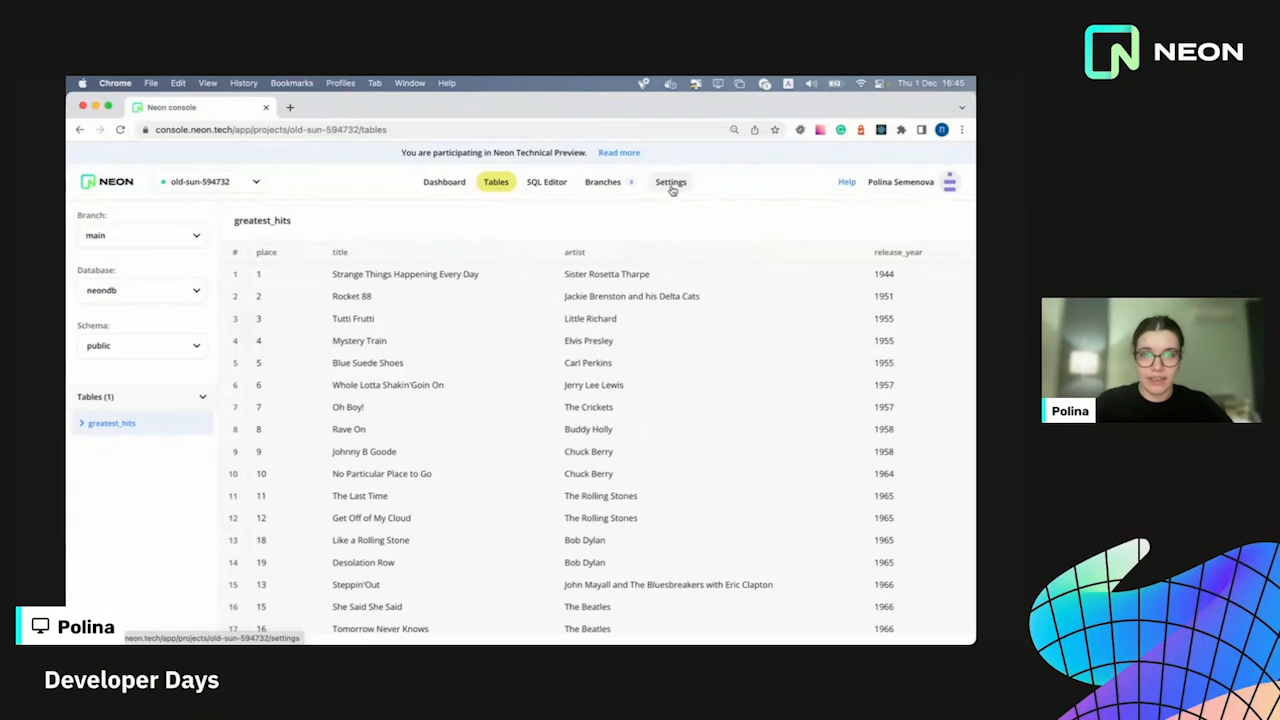 NEON
Chrome File Edit View History Bookmarks Profiles Tab Window Help A Thu 1 Dec 16:45
Neon console
console.neon.tech/app/projects/old-sun-594732/tables
You are participating in Neon Technical Preview. Read more
NEON old-sun-594732 Dashboard Tables SQL Editor Branches 3 Settings Help Polina Semenova
Branch:
main
Database:
neondb
Schema:
public
Tables (1)
greatest_hits
greatest_hits
# place title artist release_year
1 1 Strange Things Happening Every Day Sister Rosetta Tharpe 1944
2 2 Rocket 88 Jackie Brenston and his Delta Cats 1951
3 3 Tutti Frutti Little Richard 1955
4 4 Mystery Train Elvis Presley 1955
5 5 Blue Suede Shoes Carl Perkins 1955
6 6 Whole Lotta Shakin'Goin On Jerry Lee Lewis 1957
7 7 Oh Boy! The Crickets 1957
8 8 Rave On Buddy Holly 1958
9 9 Johnny B Goode Chuck Berry 1958
10 10 No Particular Place to Go Chuck Berry 1964
11 11 The Last Time The Rolling Stones 1965
12 12 Get Off of My Cloud The Rolling Stones 1965
13 18 Like a Rolling Stone Bob Dylan 1965
14 19 Desolation Row Bob Dylan 1965
15 13 Steppin'Out John Mayall and The Bluesbreakers with Eric Clapton 1966
16 15 She Said She Said The Beatles 1966
17 16 Tomorrow Never Knows The Beatles 1966
neon.tech/app/projects/old-sun-594732/settings
Polina
Polina
Developer Days